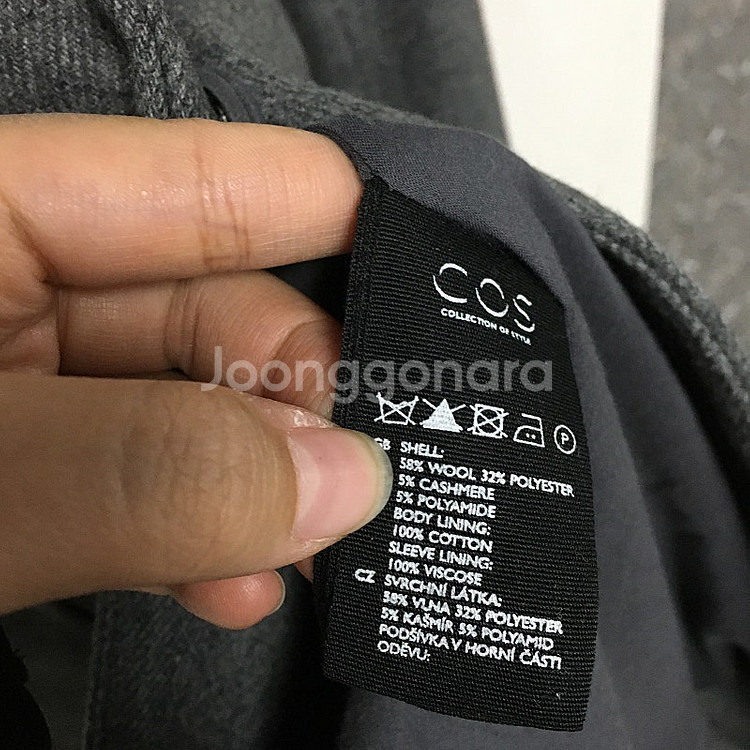 COS
COLLECTION OF STYLE
Joonggonara
P
GB SHELL:
58% WOOL 32% POLYESTER
5% CASHMERE
5% POLYAMIDE
BODY LINING:
100% COTTON
SLEEVE LINING:
100% VISCOSE
CZ SVRCHNÍ LÁTKA:
58% VLNA 32% POLYESTER
5% KAŠMÍR 5% POLYAMID
PODŠÍVKA V HORNÍ ČÁSTI
ODĚVU: